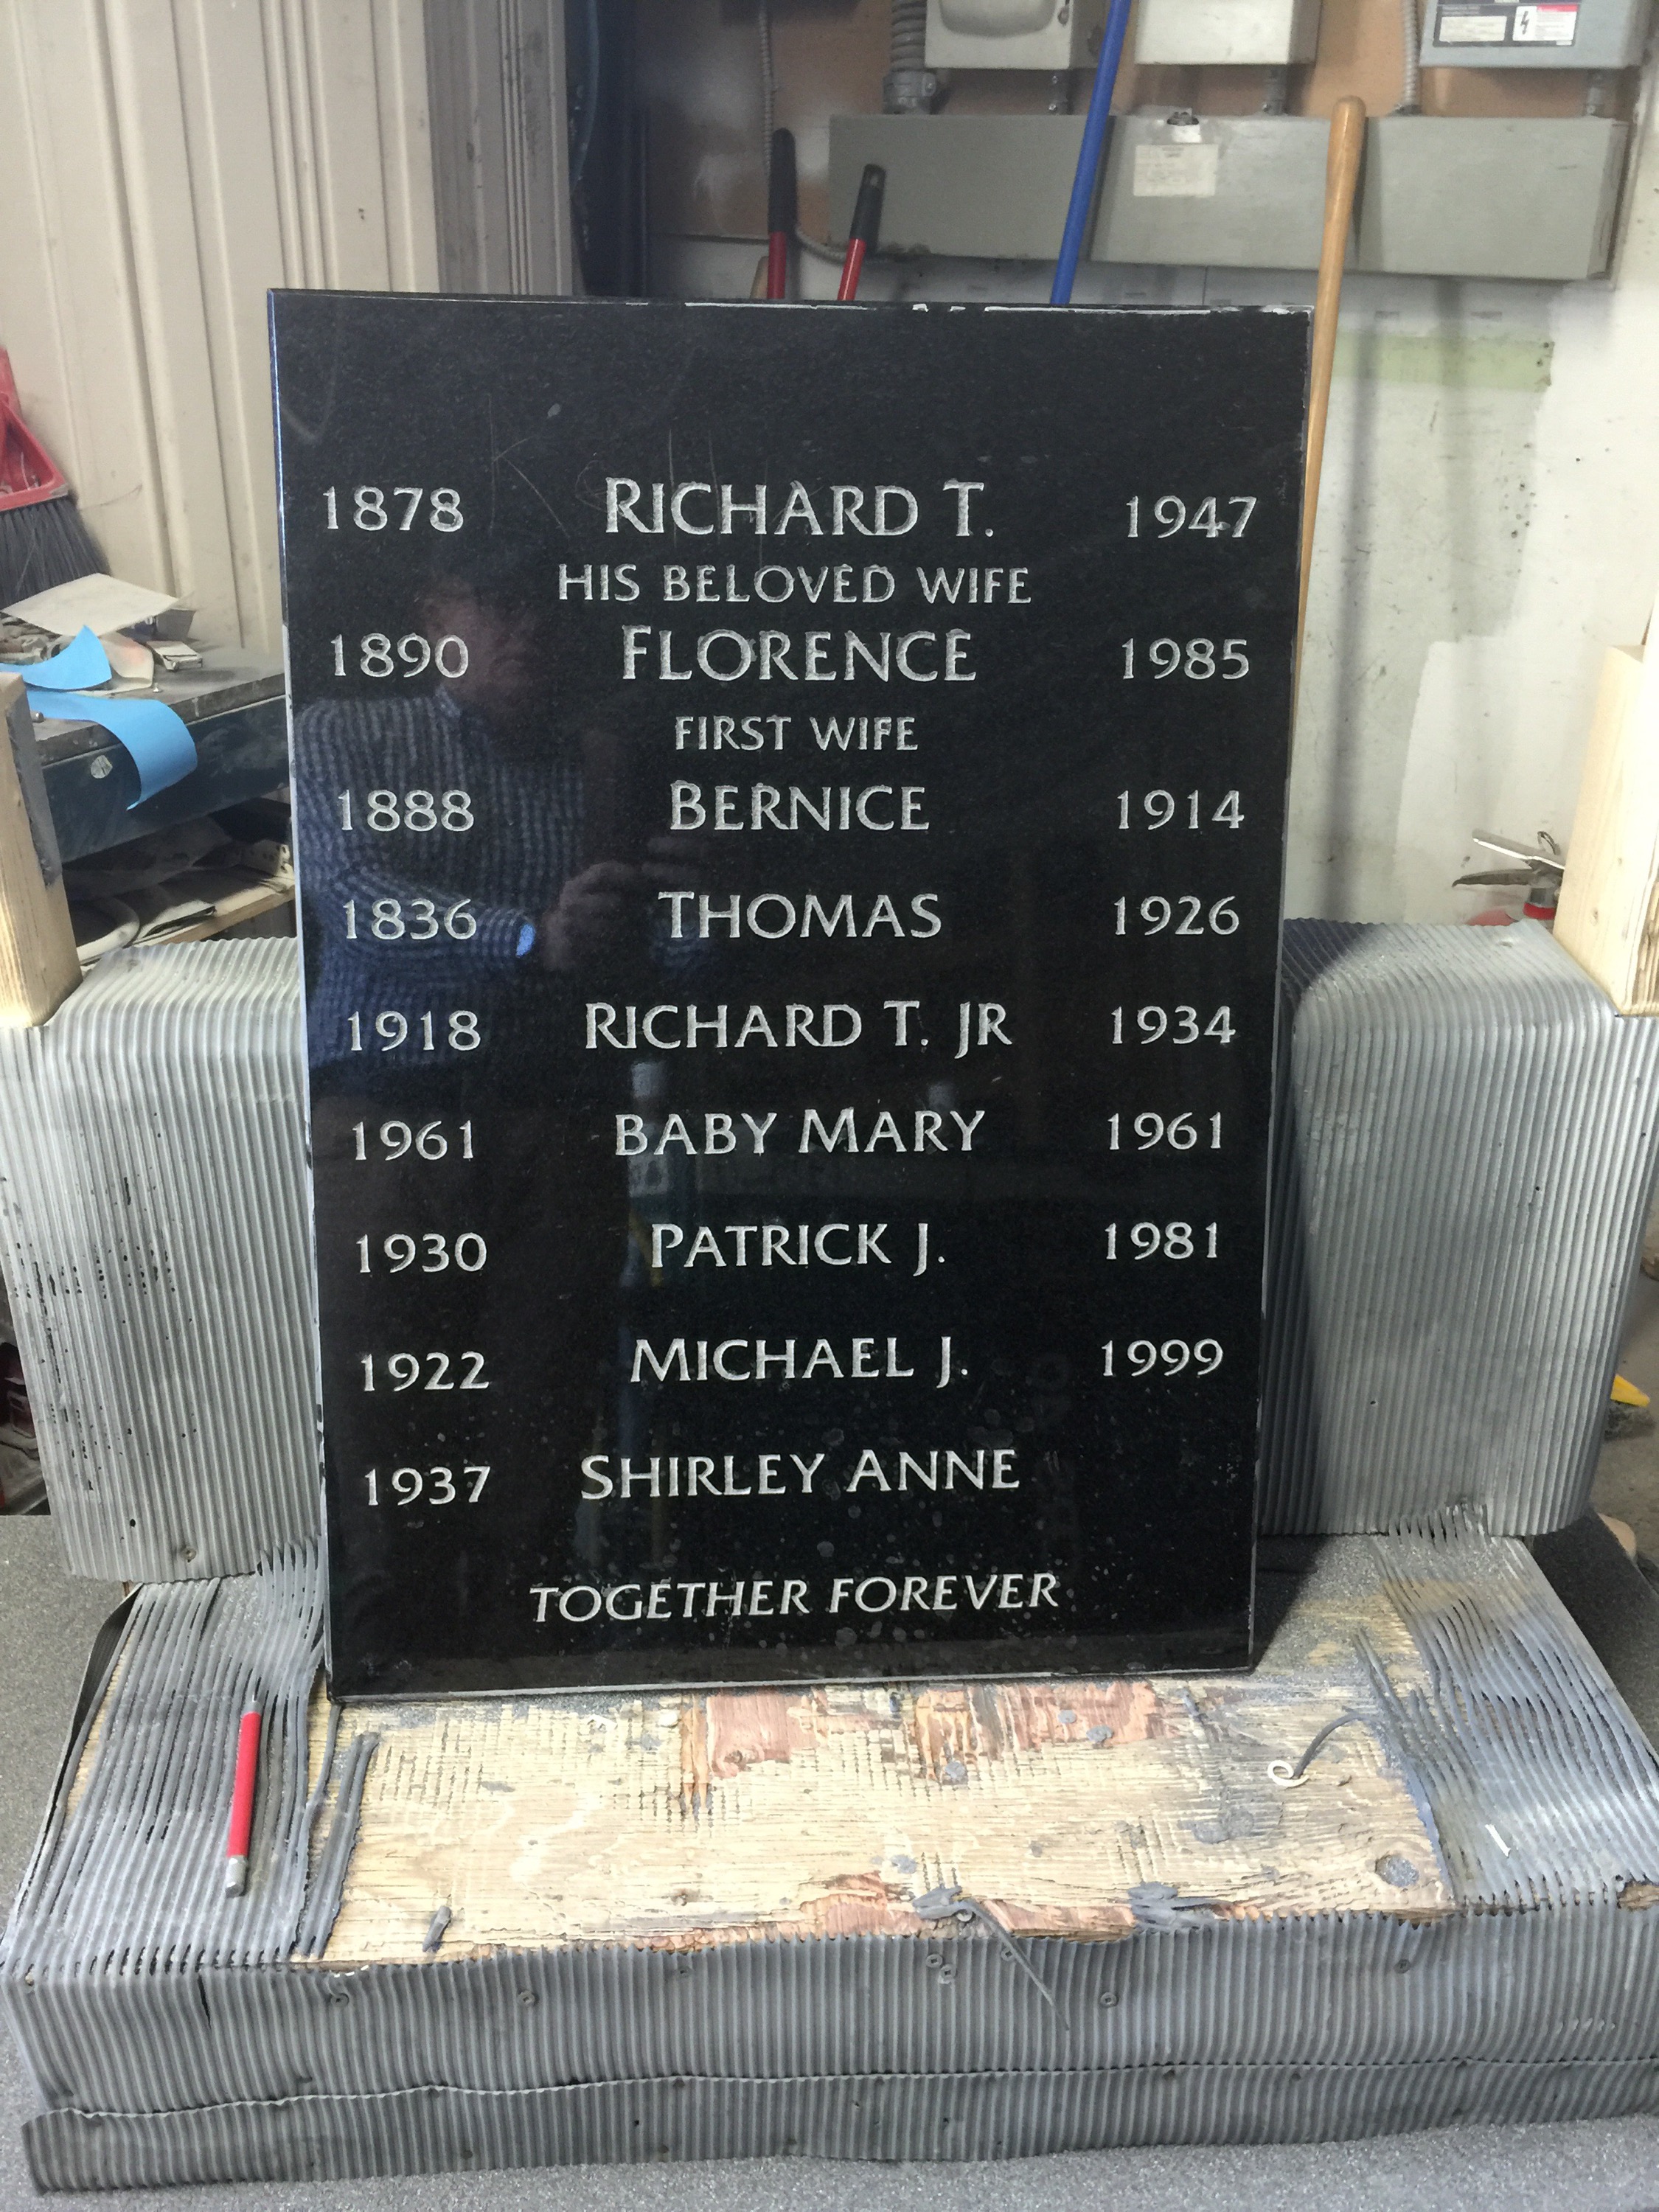 1878 RICHARD T. 1947
HIS BELOVED WIFE
1890 FLORENCE 1985
FIRST WIFE
1888 BERNICE 1914
1836 THOMAS 1926
1918 RICHARD T. JR 1934
1961 BABY MARY 1961
1930 PATRICK J. 1981
1922 MICHAEL J. 1999
1937 SHIRLEY ANNE
TOGETHER FOREVER